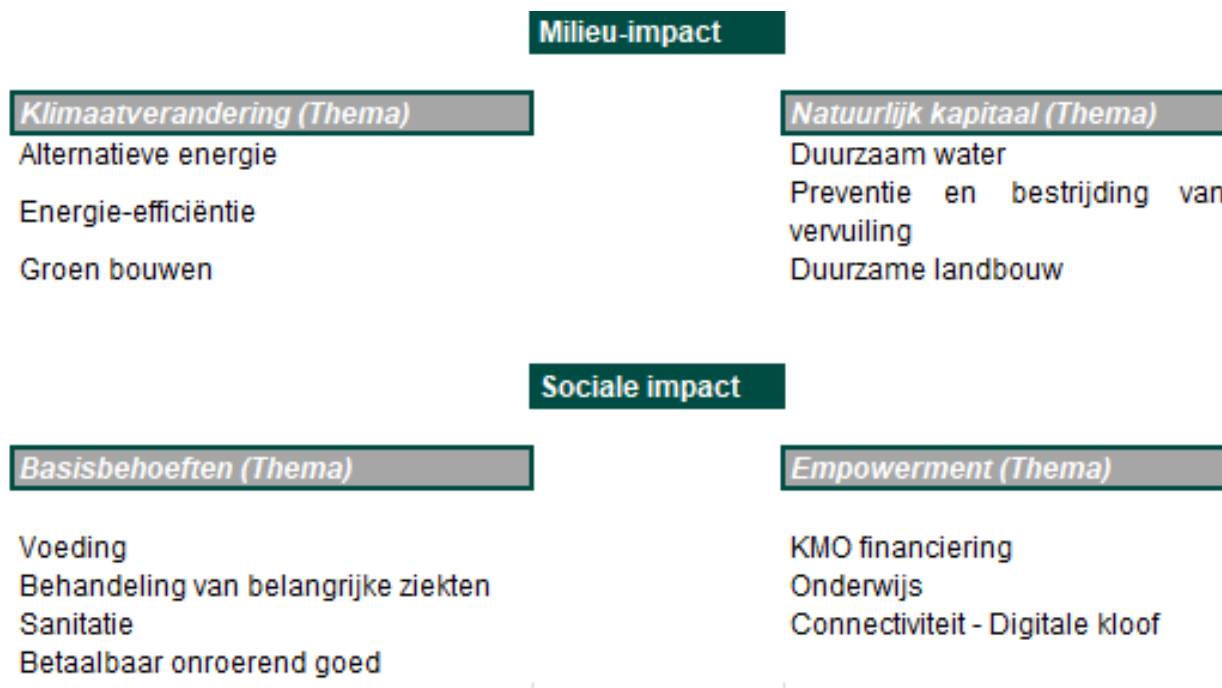 Milieu-impact
Klimaatverandering (Thema)
Alternatieve energie
Energie-efficiëntie
Groen bouwen
Natuurlijk kapitaal (Thema)
Duurzaam water
Preventie en bestrijding van
vervuiling
Duurzame landbouw
Sociale impact
Basisbehoeften (Thema)
Voeding
Behandeling van belangrijke ziekten
Sanitatie
Betaalbaar onroerend goed
Empowerment (Thema)
KMO financiering
Onderwijs
Connectiviteit - Digitale kloof